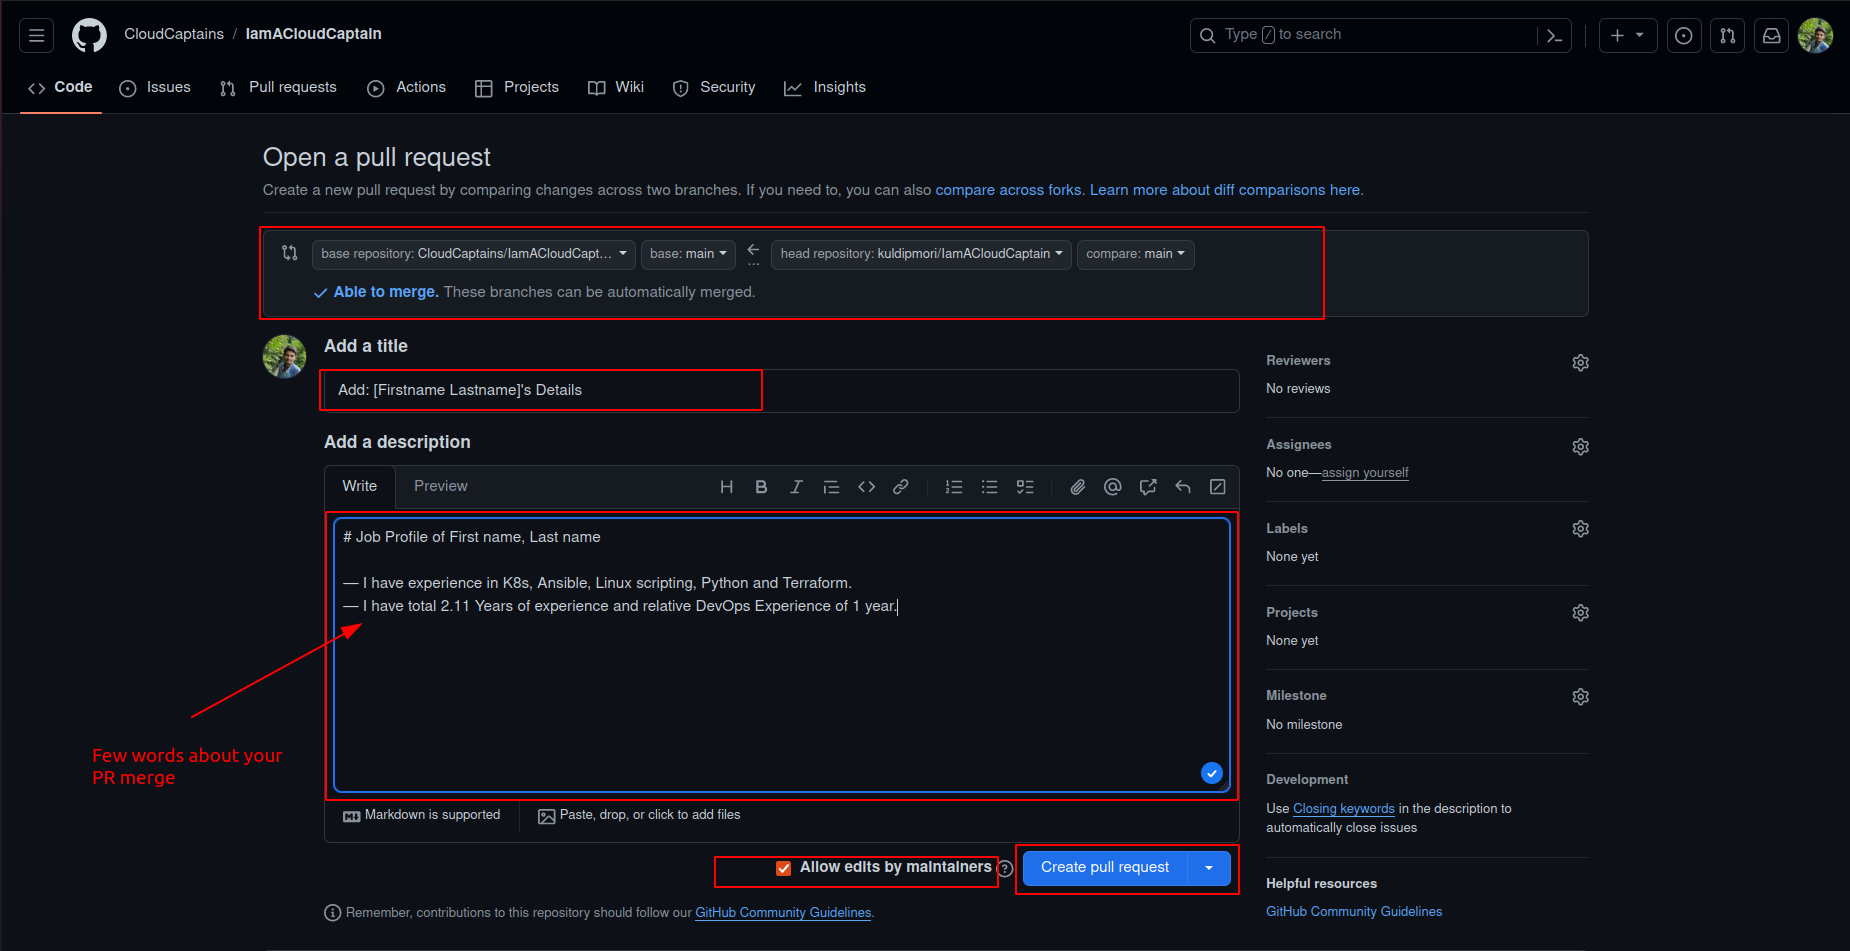 CloudCaptains / IamACloudCaptain
Type / to search
Code Issues Pull requests Actions Projects Wiki Security Insights
Open a pull request
Create a new pull request by comparing changes across two branches. If you need to, you can also compare across forks. Learn more about diff comparisons here.
base repository: CloudCaptains/IamACloudCapt... base: main ← head repository: kuldipmori/IamACloudCaptain compare: main
...
Able to merge. These branches can be automatically merged.
Add a title
Add: [Firstname Lastname]'s Details
Add a description
Write Preview
# Job Profile of First name, Last name
— I have experience in K8s, Ansible, Linux scripting, Python and Terraform.
— I have total 2.11 Years of experience and relative DevOps Experience of 1 year.
Few words about your
PR merge
Markdown is supported Paste, drop, or click to add files
Allow edits by maintainers ? Create pull request
Remember, contributions to this repository should follow our GitHub Community Guidelines.
Reviewers
No reviews
Assignees
No one—assign yourself
Labels
None yet
Projects
None yet
Milestone
No milestone
Development
Use Closing keywords in the description to
automatically close issues
Helpful resources
GitHub Community Guidelines